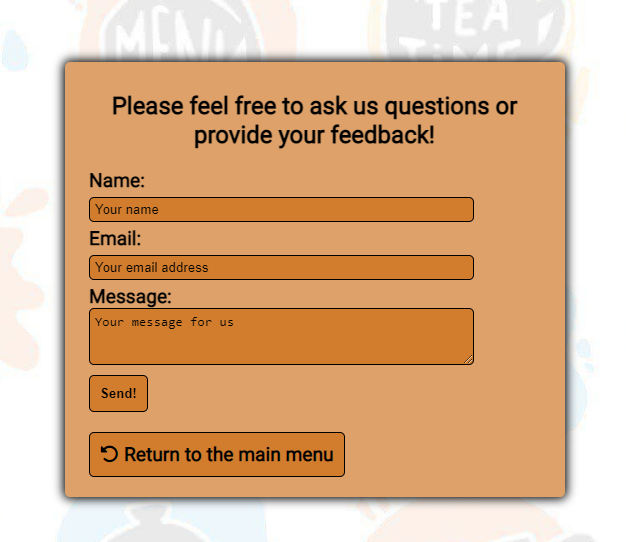 MENU
TEA
TIME
Please feel free to ask us questions or
provide your feedback!
Name:
Your name
Email:
Your email address
Message:
Your message for us
Send!
Return to the main menu